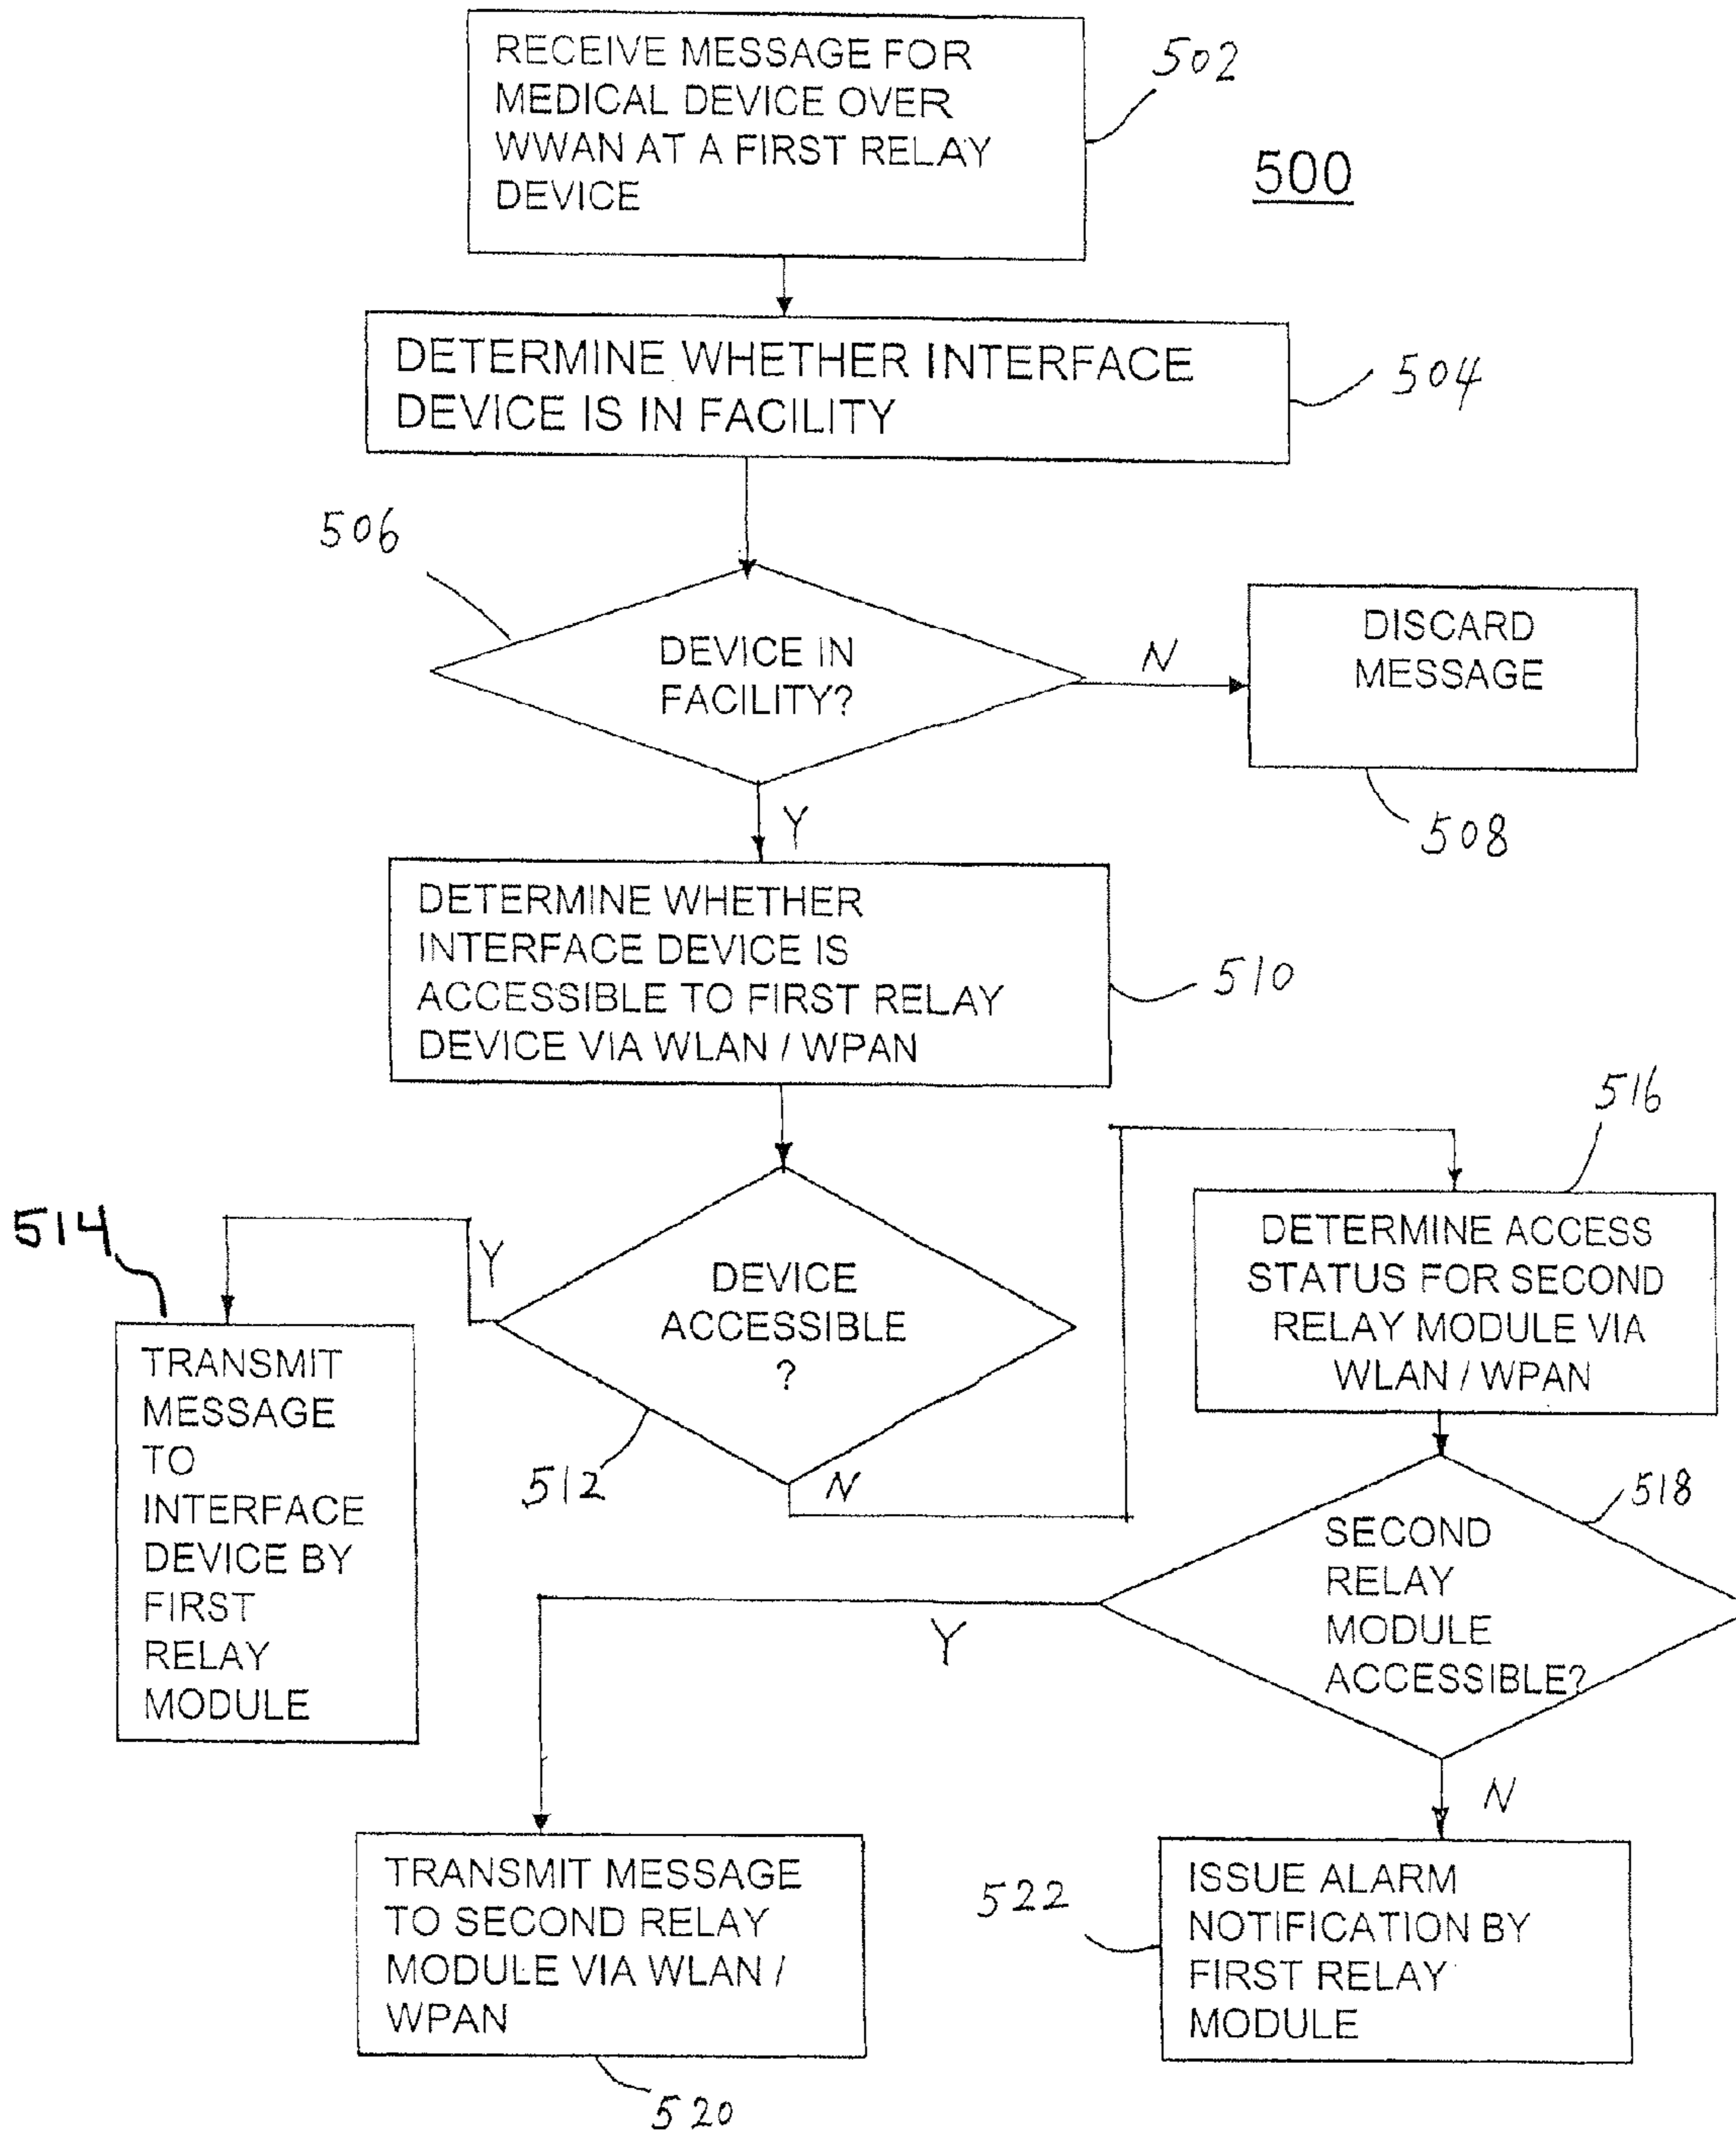 RECEIVE MESSAGE FOR
MEDICAL DEVICE OVER
WWAN AT A FIRST RELAY
DEVICE
502
500
DETERMINE WHETHER INTERFACE
DEVICE IS IN FACILITY
504
506
DEVICE IN
FACILITY?
N
DISCARD
MESSAGE
508
Y
DETERMINE WHETHER
INTERFACE DEVICE IS
ACCESSIBLE TO FIRST RELAY
DEVICE VIA WLAN / WPAN
510
516
514
Y
DEVICE
ACCESSIBLE
?
512
N
DETERMINE ACCESS
STATUS FOR SECOND
RELAY MODULE VIA
WLAN / WPAN
TRANSMIT
MESSAGE
TO
INTERFACE
DEVICE BY
FIRST
RELAY
MODULE
518
SECOND
RELAY
MODULE
ACCESSIBLE?
Y
N
TRANSMIT MESSAGE
TO SECOND RELAY
MODULE VIA WLAN /
WPAN
520
522
ISSUE ALARM
NOTIFICATION BY
FIRST RELAY
MODULE